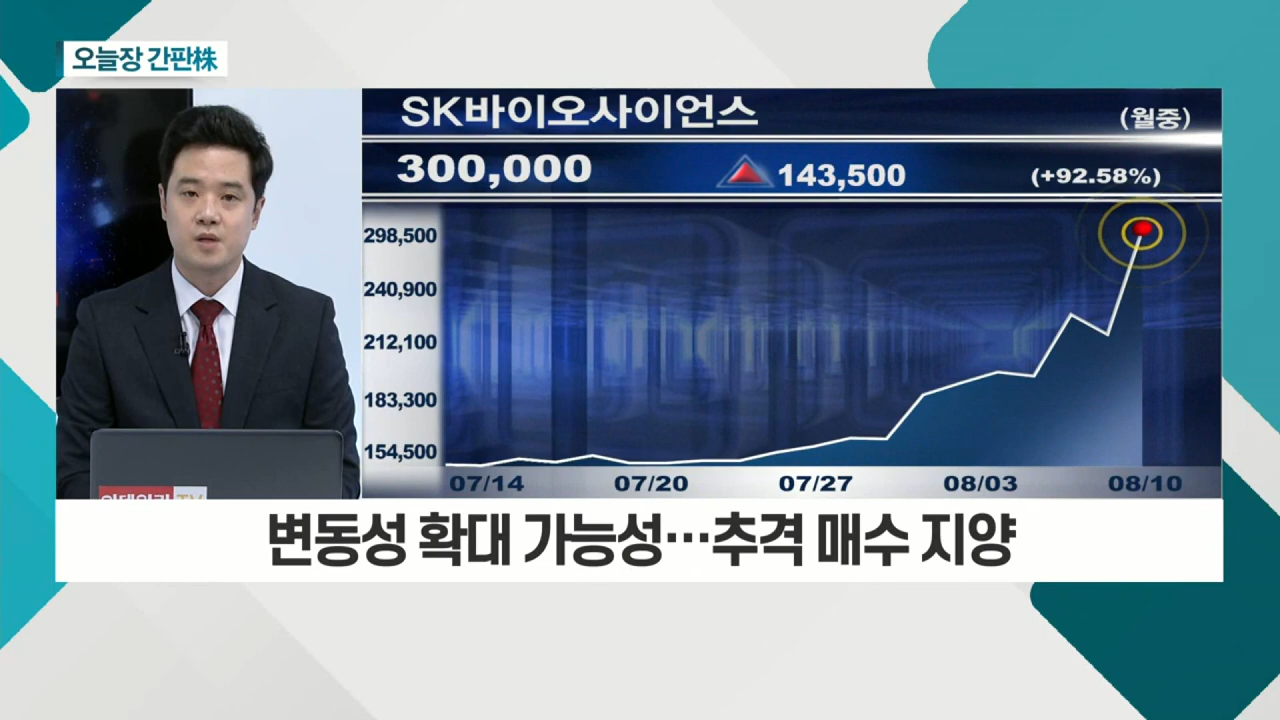 오늘장 간판株
SK바이오사이언스
(월중)
300,000
143,500
(+92.58%)
298,500
240,900
212,100
183,300
154,500
07/14
07/20
07/27
08/03
08/10
TV
변동성 확대 가능성…추격 매수 지양